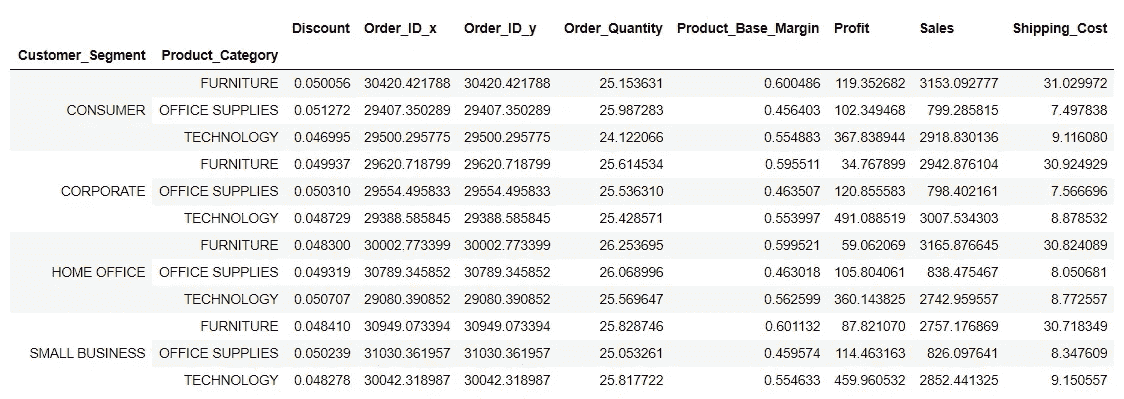 Discount Order_ID_x Order_ID_y Order_Quantity Product_Base_Margin Profit Sales Shipping_Cost
Customer_Segment Product_Category
FURNITURE 0.050056 30420.421788 30420.421788 25.153631 0.600486 119.352682 3153.092777 31.029972
CONSUMER OFFICE SUPPLIES 0.051272 29407.350289 29407.350289 25.987283 0.456403 102.349468 799.285815 7.497838
TECHNOLOGY 0.046995 29500.295775 29500.295775 24.122066 0.554883 367.838944 2918.830136 9.116080
FURNITURE 0.049937 29620.718799 29620.718799 25.614534 0.595511 34.767899 2942.876104 30.924929
CORPORATE OFFICE SUPPLIES 0.050310 29554.495833 29554.495833 25.536310 0.463507 120.855583 798.402161 7.566696
TECHNOLOGY 0.048729 29388.585845 29388.585845 25.428571 0.553997 491.088519 3007.534303 8.878532
FURNITURE 0.048300 30002.773399 30002.773399 26.253695 0.599521 59.062069 3165.876645 30.824089
HOME OFFICE OFFICE SUPPLIES 0.049319 30789.345852 30789.345852 26.068996 0.463018 105.804061 838.475467 8.050681
TECHNOLOGY 0.050707 29080.390852 29080.390852 25.569647 0.562599 360.143825 2742.959557 8.772557
FURNITURE 0.048410 30949.073394 30949.073394 25.828746 0.601132 87.821070 2757.176869 30.718349
SMALL BUSINESS OFFICE SUPPLIES 0.050239 31030.361957 31030.361957 25.053261 0.459574 114.463163 826.097641 8.347609
TECHNOLOGY 0.048278 30042.318987 30042.318987 25.817722 0.554633 459.960532 2852.441325 9.150557